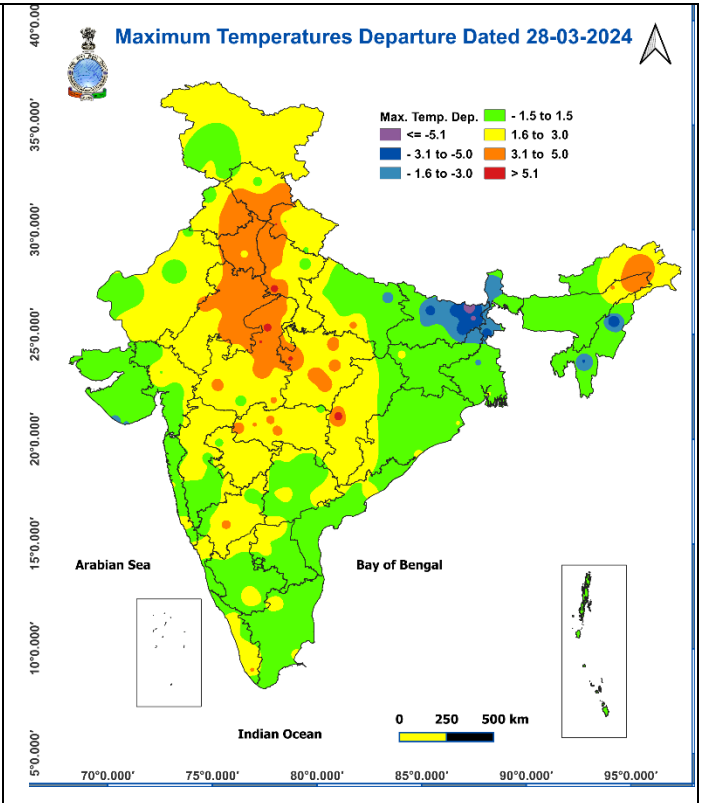 Maximum Temperatures Departure Dated 28-03-2024
Max. Temp. Dep.
<= -5.1
- 3.1 to -5.0
- 1.6 to -3.0
- 1.5 to 1.5
1.6 to 3.0
3.1 to 5.0
> 5.1
40°0.00
35°0.000'
30°0.000'
25°0.000'
20°0.000'
15°0.000'
10°0.000'
5°0.000'
Arabian Sea
Bay of Bengal
Indian Ocean
0 250 500 km
70°0.000' 75°0.000' 80°0.000' 85°0.000' 90°0.000' 95°0.000'